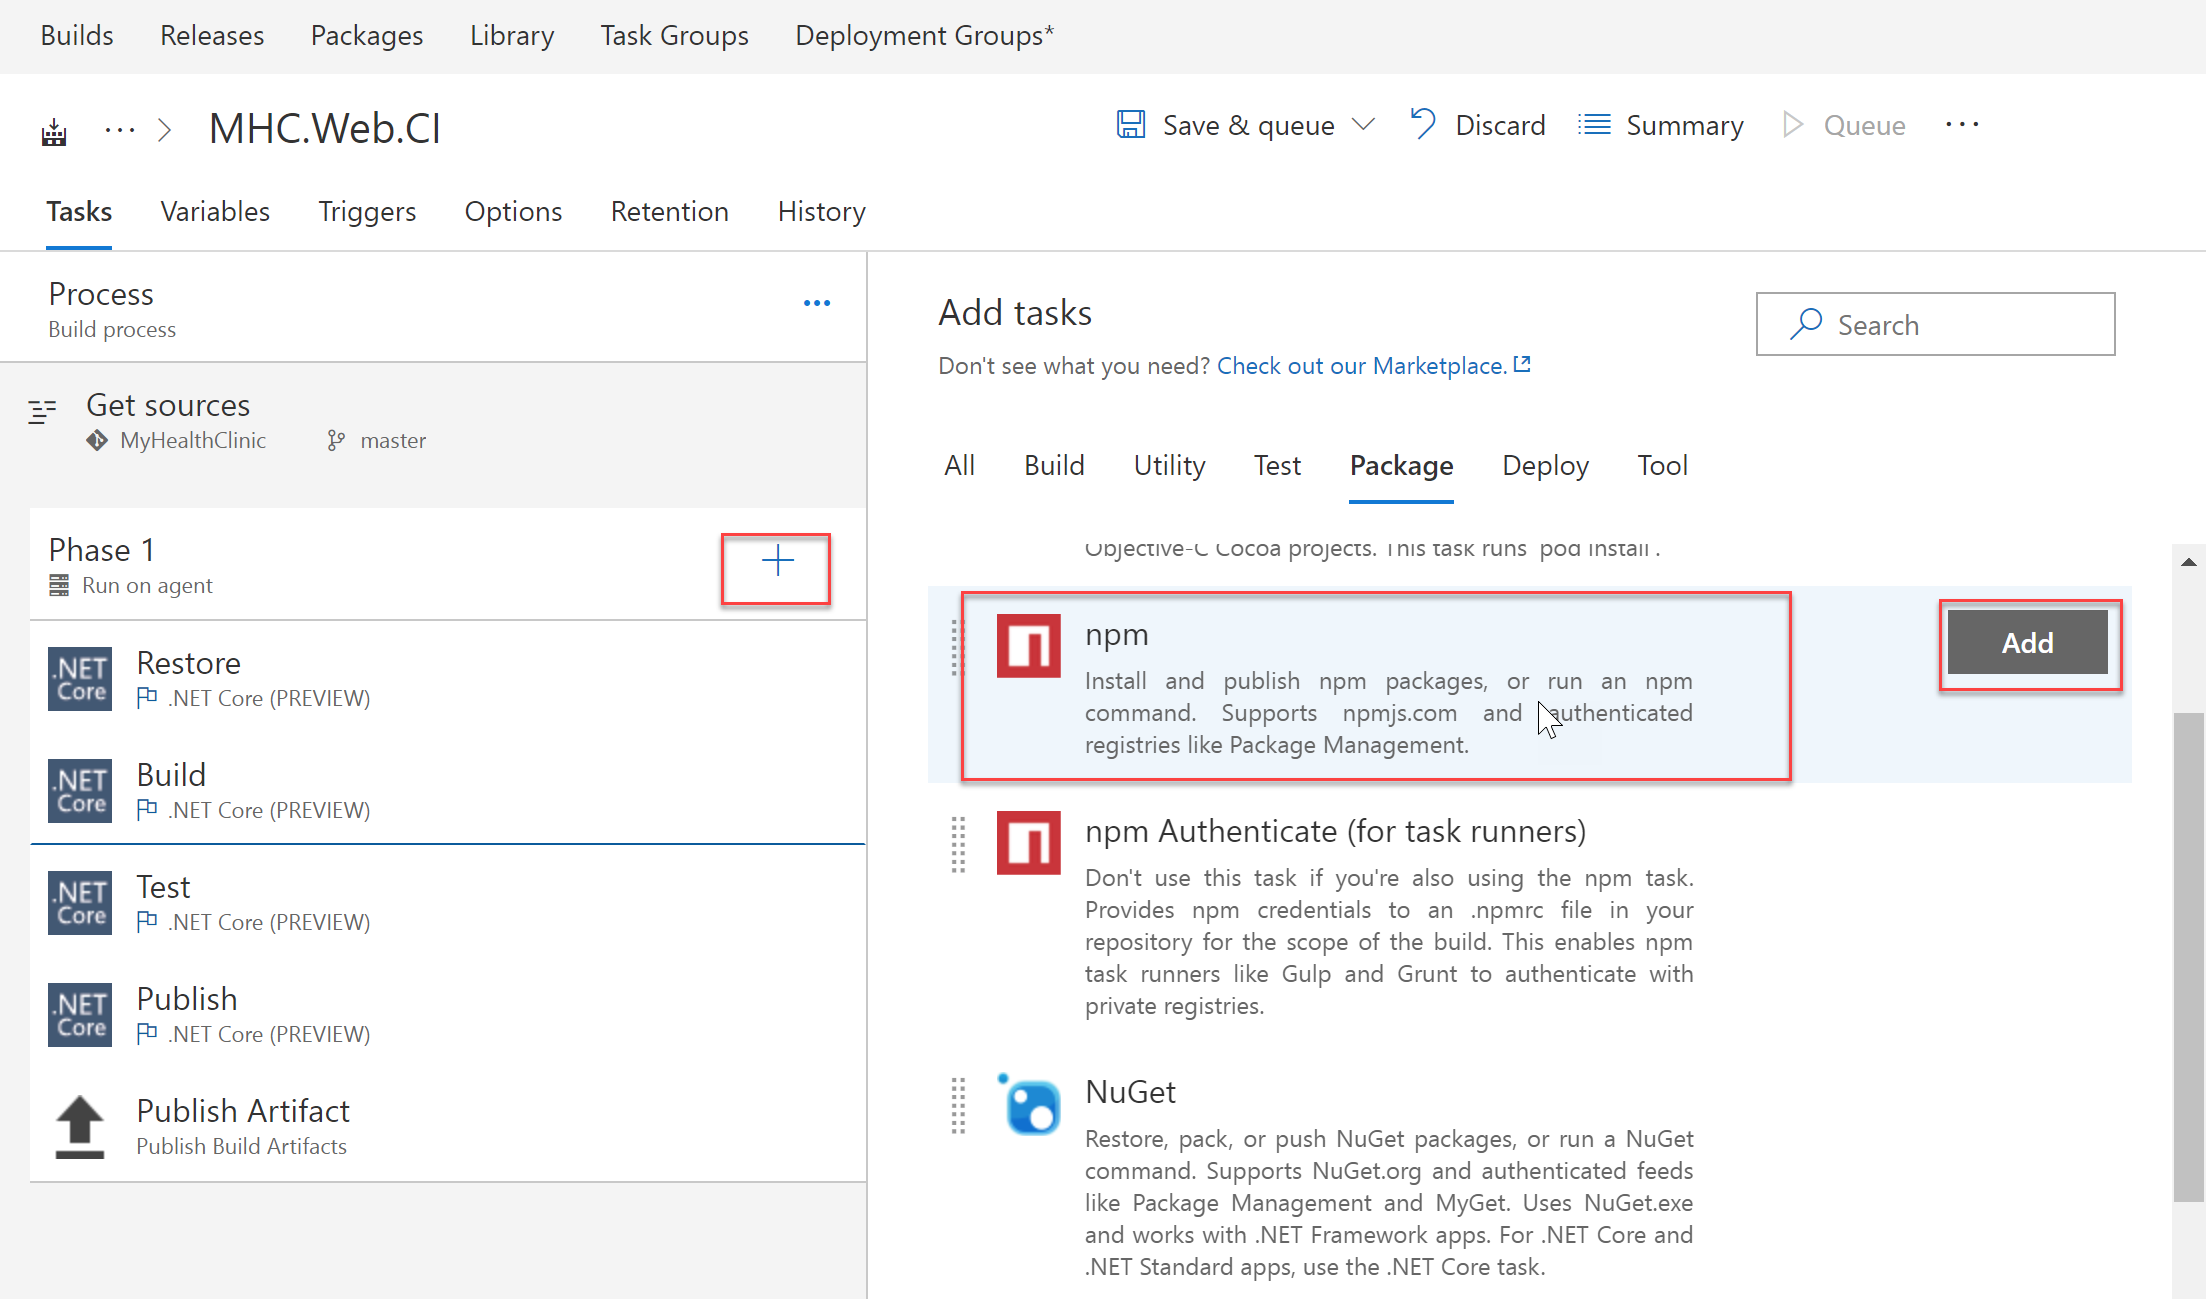 Builds Releases Packages Library Task Groups Deployment Groups*
... > MHC.Web.CI
Save & queue Discard Summary Queue ...
Tasks Variables Triggers Options Retention History
Process
Build process
Get sources
MyHealthClinic master
Phase 1
Run on agent
.NET Core Restore
.NET Core (PREVIEW)
.NET Core Build
.NET Core (PREVIEW)
.NET Core Test
.NET Core (PREVIEW)
.NET Core Publish
.NET Core (PREVIEW)
Publish Artifact
Publish Build Artifacts
Add tasks
Search
Don't see what you need? Check out our Marketplace.
All Build Utility Test Package Deploy Tool
Objective-C Cocoa projects. This task runs 'pod install'.
npm
Add
Install and publish npm packages, or run an npm
command. Supports npmjs.com and authenticated
registries like Package Management.
npm Authenticate (for task runners)
Don't use this task if you're also using the npm task.
Provides npm credentials to an .npmrc file in your
repository for the scope of the build. This enables npm
task runners like Gulp and Grunt to authenticate with
private registries.
NuGet
Restore, pack, or push NuGet packages, or run a NuGet
command. Supports NuGet.org and authenticated feeds
like Package Management and MyGet. Uses NuGet.exe
and works with .NET Framework apps. For .NET Core and
.NET Standard apps, use the .NET Core task.